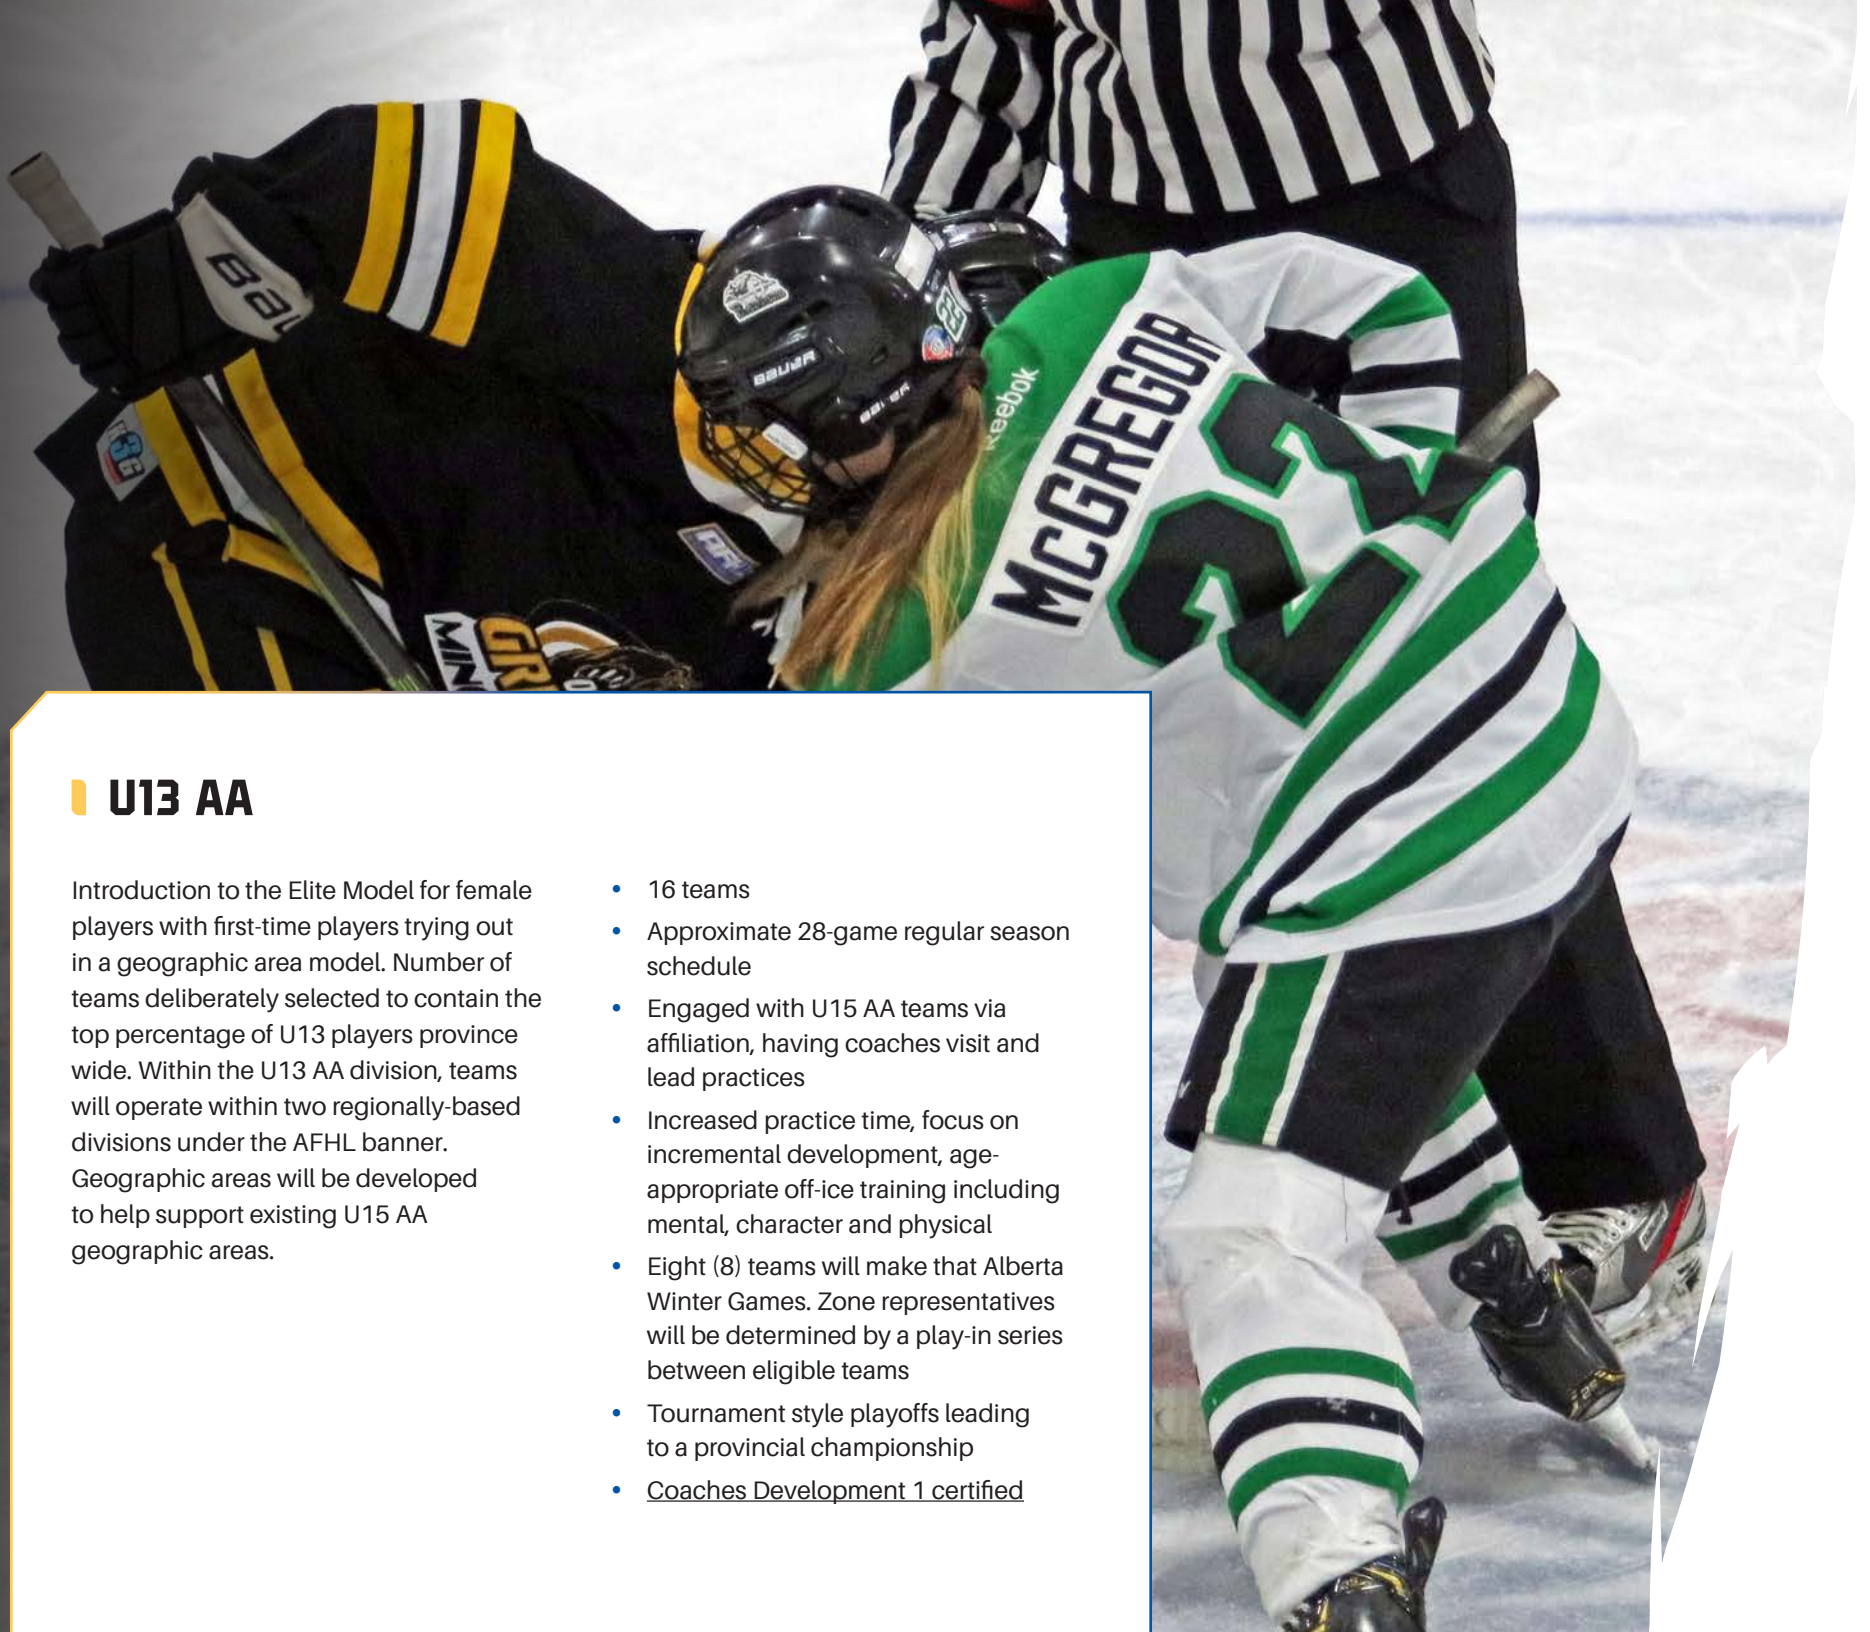 BAUER
BAUER
Reebok
MCGREGOR
22
22
U13 AA
Introduction to the Elite Model for female
players with first-time players trying out
in a geographic area model. Number of
teams deliberately selected to contain the
top percentage of U13 players province
wide. Within the U13 AA division, teams
will operate within two regionally-based
divisions under the AFHL banner.
Geographic areas will be developed
to help support existing U15 AA
geographic areas.
• 16 teams
• Approximate 28-game regular season
schedule
• Engaged with U15 AA teams via
affiliation, having coaches visit and
lead practices
• Increased practice time, focus on
incremental development, age-
appropriate off-ice training including
mental, character and physical
• Eight (8) teams will make that Alberta
Winter Games. Zone representatives
will be determined by a play-in series
between eligible teams
• Tournament style playoffs leading
to a provincial championship
• Coaches Development 1 certified